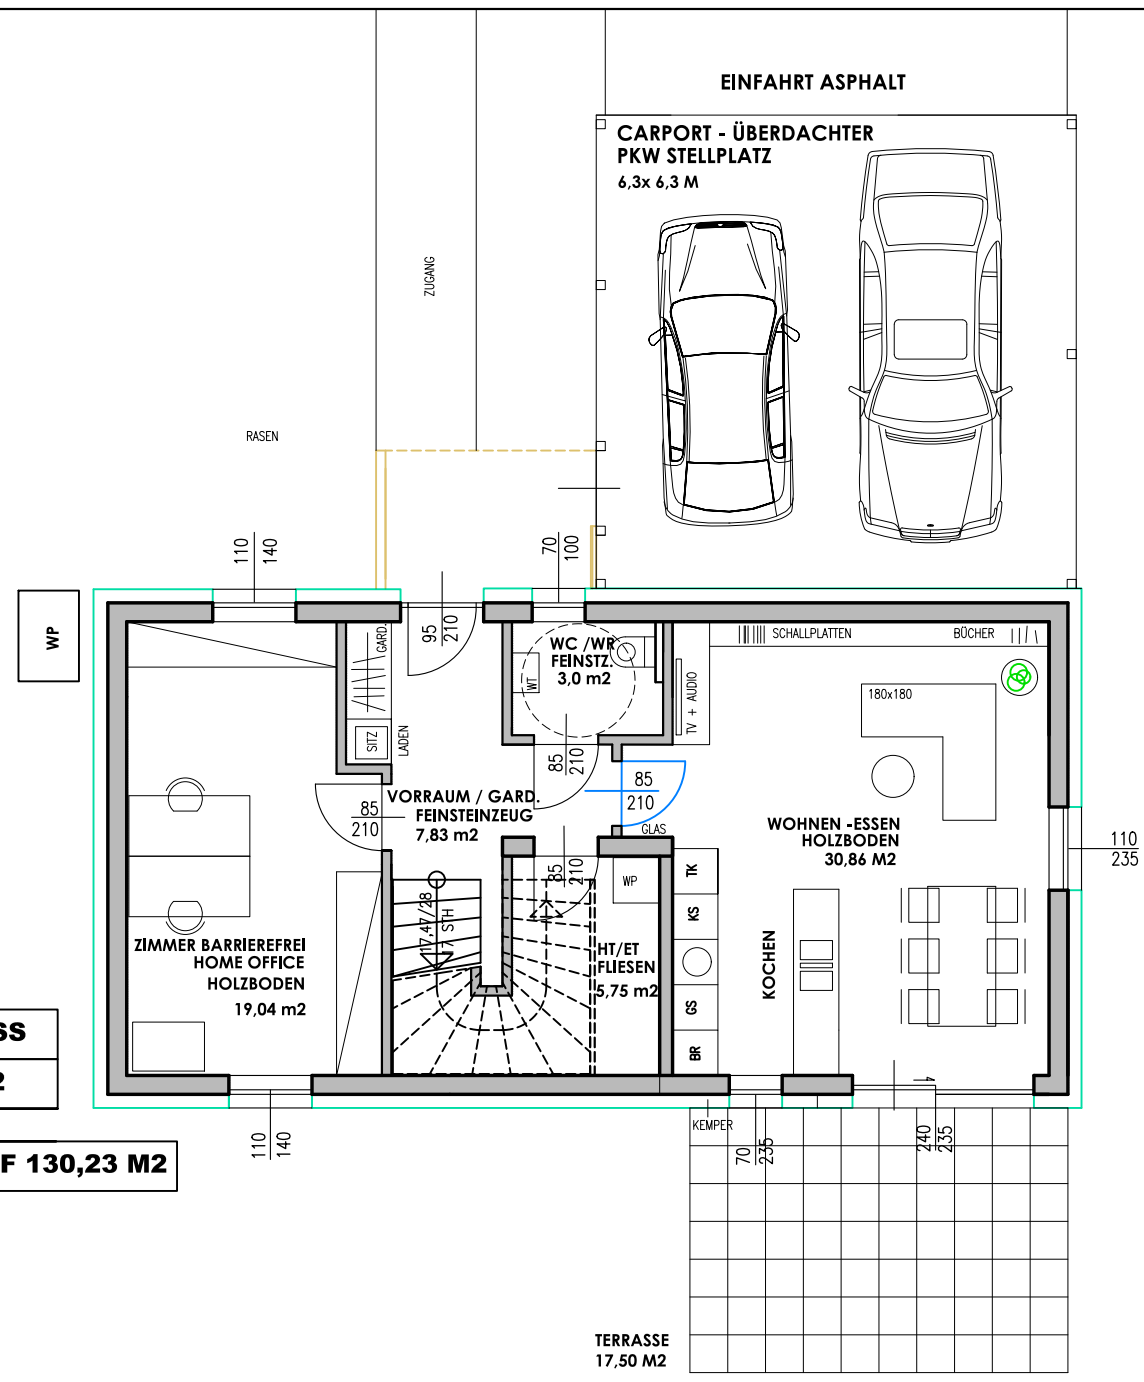 EINFAHRT ASPHALT
CARPORT - ÜBERDACHTER
PKW STELLPLATZ
6,3x 6,3 M
ZUGANG
RASEN
110
140
70
100
95
210
WP
GARD.
SITZ
LADEN
WC /WR
FEINSTZ.
3,0 m2
WT
TV + AUDIO
SCHALLPLATTEN
BÜCHER
180x180
85
210
85
210
GLAS
85
210
VORRAUM / GARD.
FEINSTEINZEUG
7,83 m2
WOHNEN -ESSEN
HOLZBODEN
30,86 M2
110
235
85
210
WP
TK
KS
GS
BR
KOCHEN
17,47/28
17 STH
HT/ET
FLIESEN
5,75 m2
ZIMMER BARRIEREFREI
HOME OFFICE
HOLZBODEN
19,04 m2
SS
2
F 130,23 M2
110
140
KEMPER
70
235
240
235
TERRASSE
17,50 M2